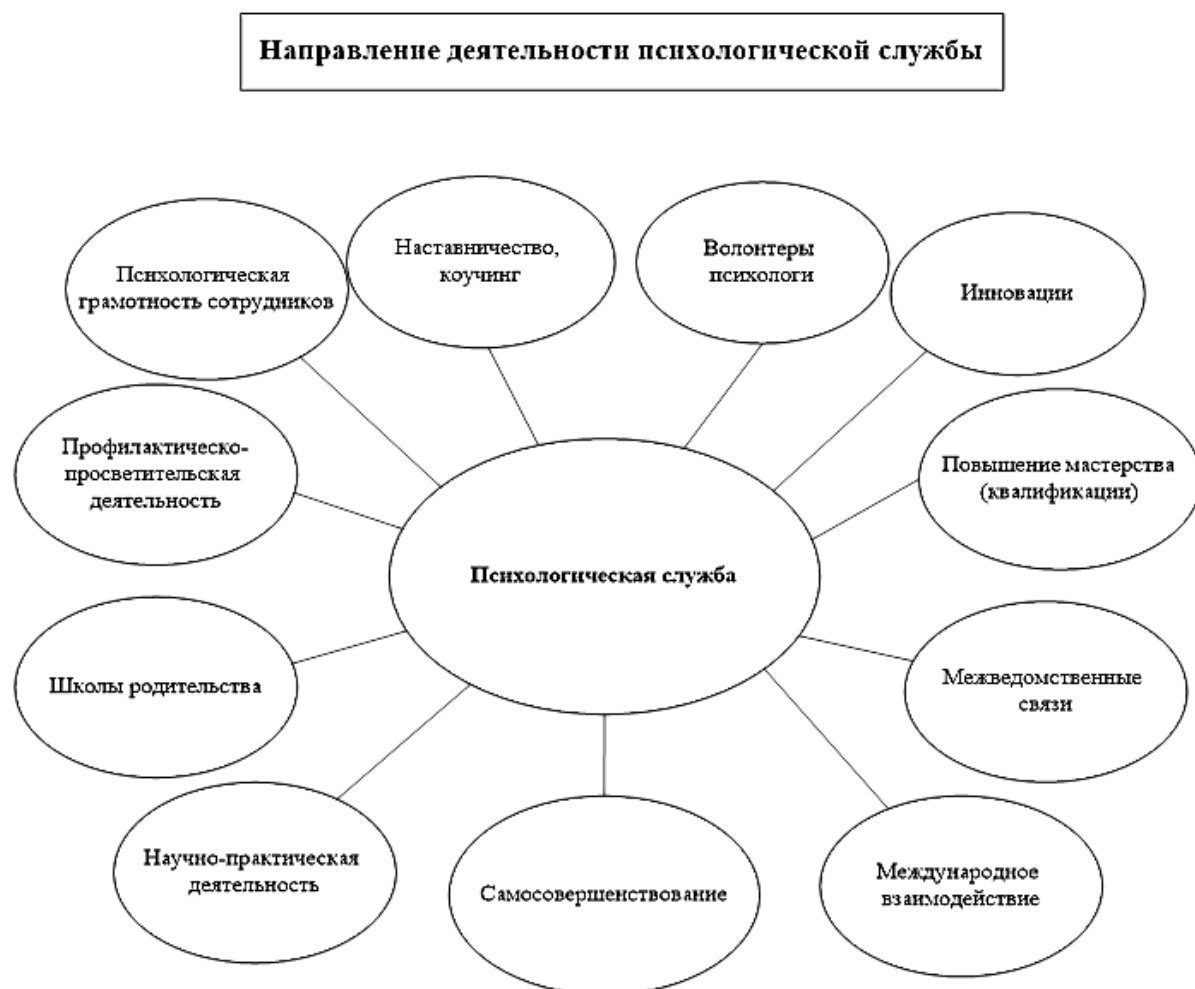 Направление деятельности психологической службы
Психологическая
грамотность сотрудников
Наставничество,
коучинг
Волонтеры
психологи
Инновации
Профилактическо-
просветительская
деятельность
Повышение мастерства
(квалификации)
Психологическая служба
Школы родительства
Межведомственные
связи
Научно-практическая
деятельность
Самосовершенствование
Международное
взаимодействие